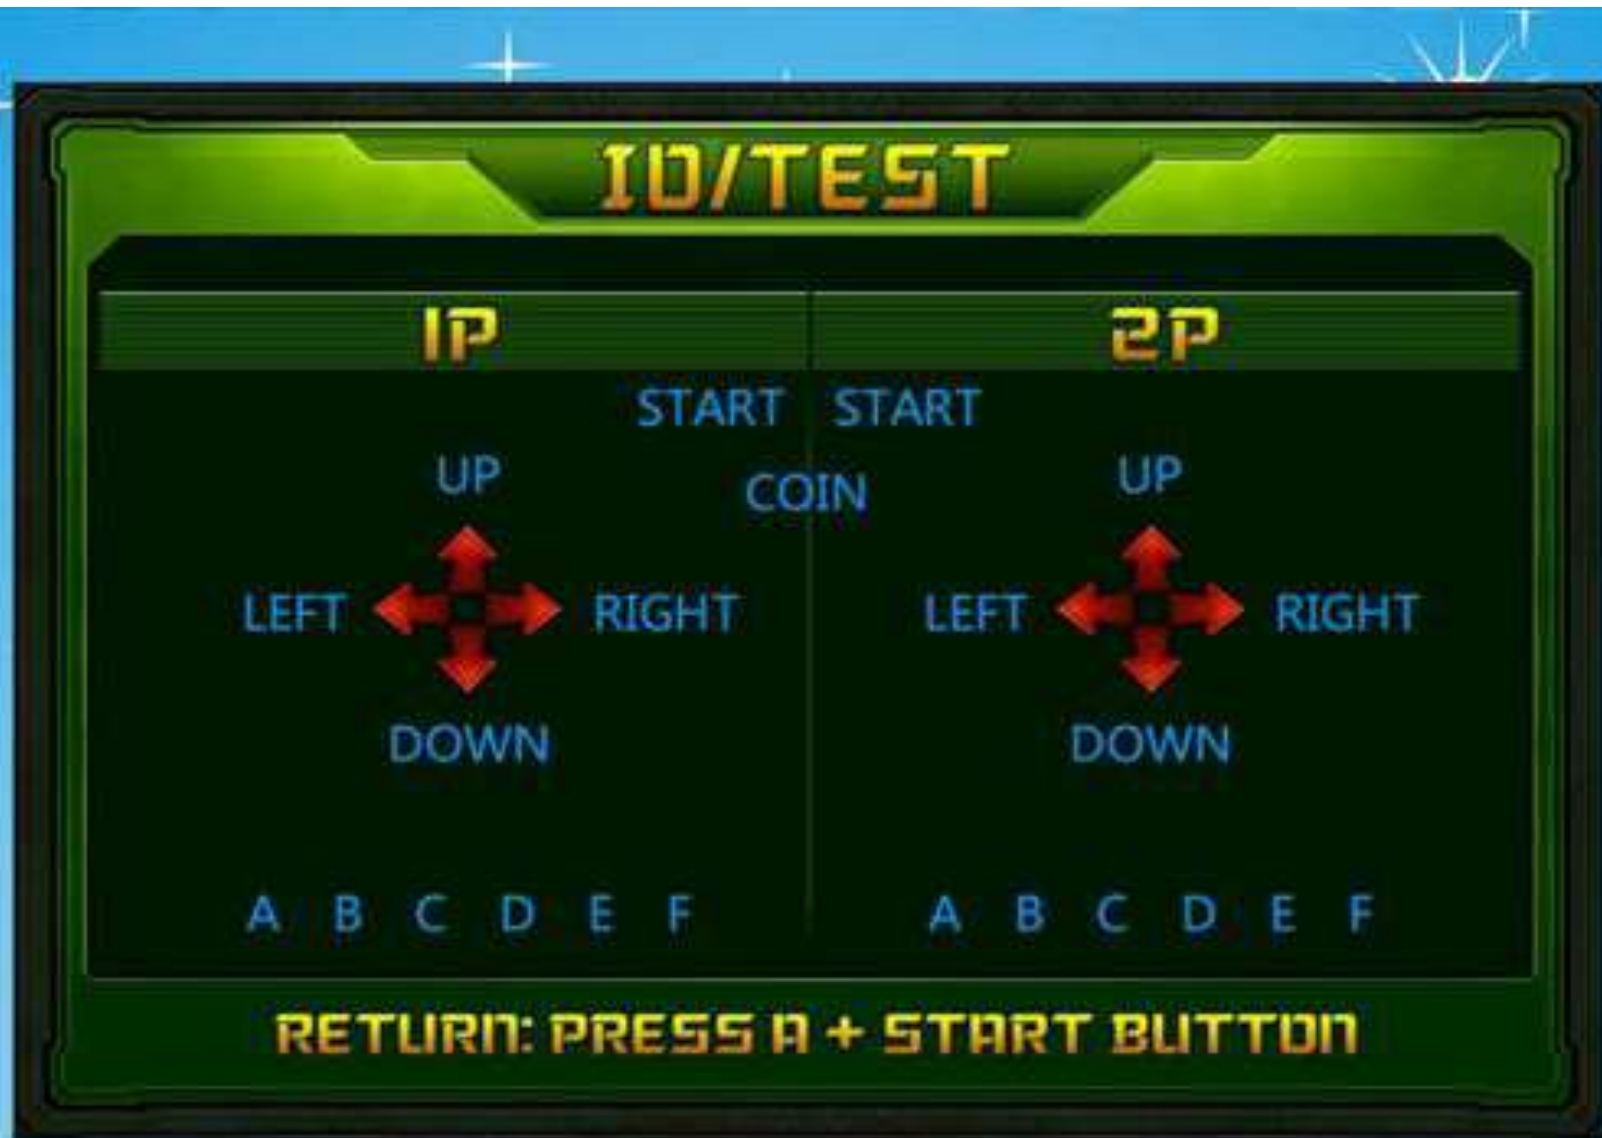 IO/TEST
1P 2P
START START
UP COIN UP
LEFT RIGHT LEFT RIGHT
DOWN DOWN
A B C D E F A B C D E F
RETURN: PRESS A + START BUTTON